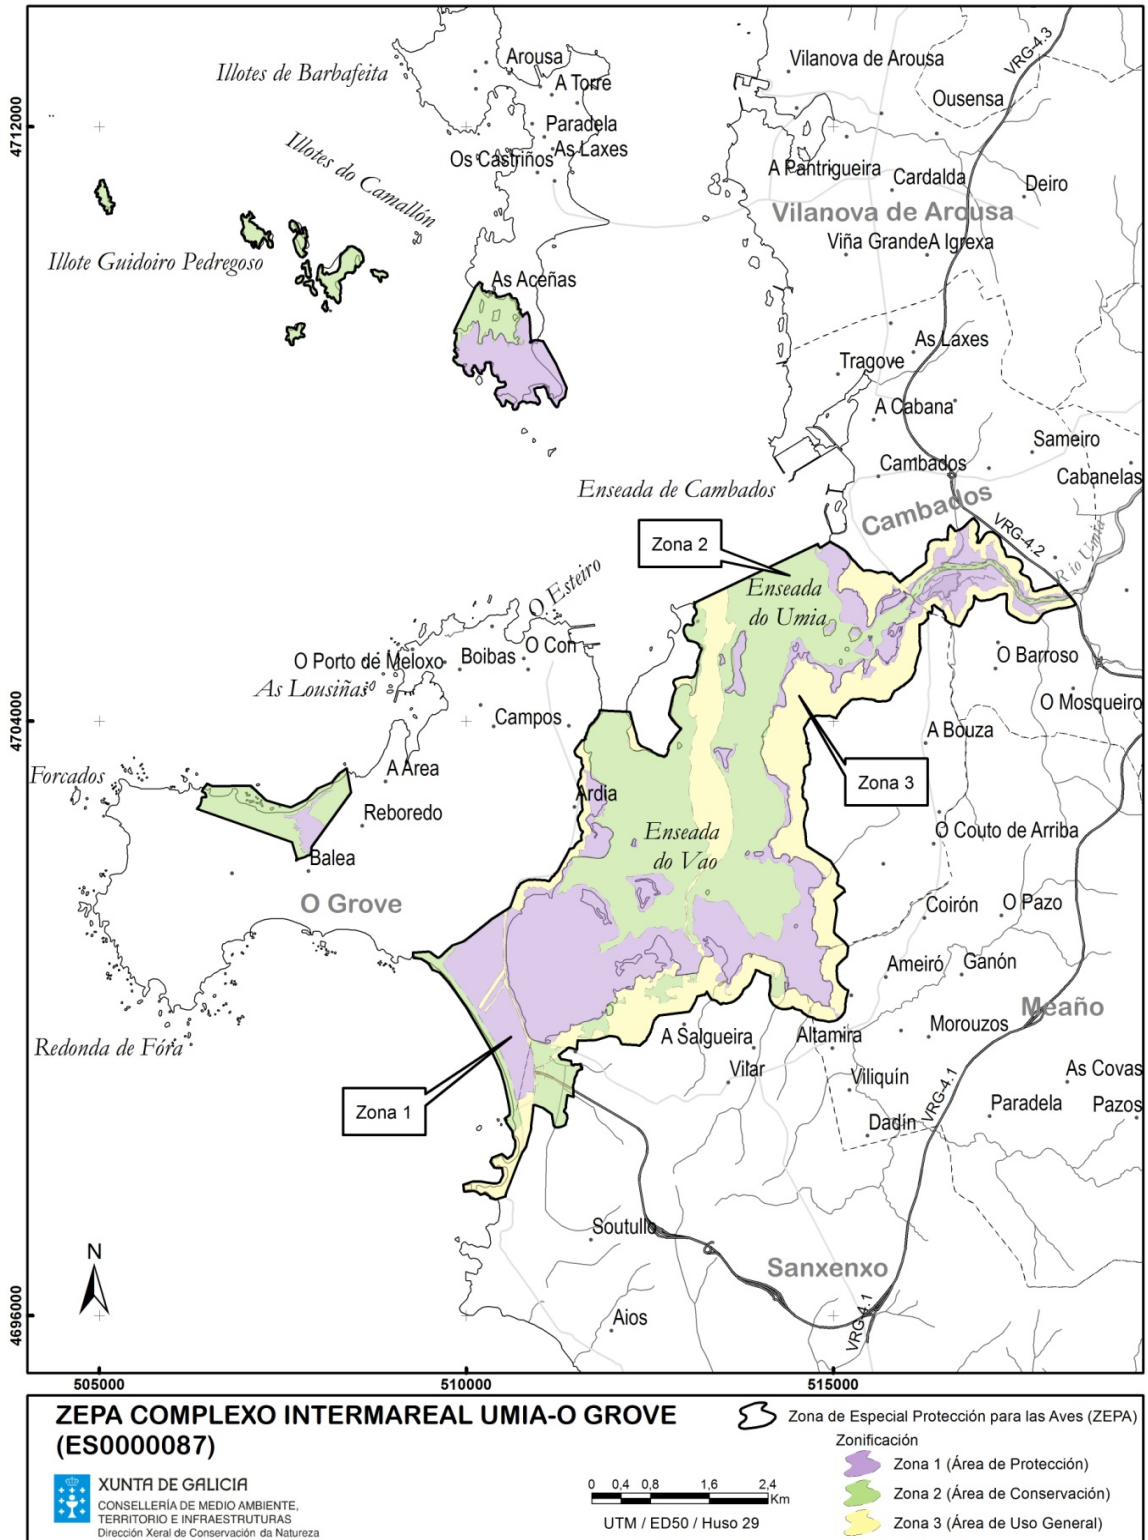 Illotes de Barbafeita
Arousa
A Torre
Paradela
As Laxes
Os Castriños
Illotes do Camallón
Illote Guidoiro Pedregoso
As Aceñas
Vilanova de Arousa
VRG-4.3
Ousensa
A Pantrigueira
Cardalda
Deiro
Vilanova de Arousa
Viña Grande
A Igrexa
As Laxes
Tragove
A Cabana
Sameiro
Cambados
Cabanelas
Enseada de Cambados
Cambados
VRG-4.2
Río Umia
Zona 2
Enseada
do Umia
O Esteiro
O Con
Boibas
O Porto de Meloxo
As Lousiñas
Campos
O Barroso
O Mosqueiro
A Bouza
Zona 3
Forcados
A Area
Reboredo
Ardia
Balea
Enseada
do Vao
O Couto de Arriba
O Grove
Coirón
O Pazo
Ameiró
Ganón
Meaño
Redonda de Fóra
A Salgueira
Altamira
Morouzos
Vilar
Viliquín
As Covas
Zona 1
Paradela
Pazos
Dadín
VRG-4.1
Soutullo
Sanxenxo
Aios
VRG-4.1
N
4712000
4704000
4696000
505000
510000
515000
ZEPA COMPLEXO INTERMAREAL UMIA-O GROVE
(ES0000087)
XUNTA DE GALICIA
CONSELLERÍA DE MEDIO AMBIENTE,
TERRITORIO E INFRAESTRUTURAS
Dirección Xeral de Conservación da Natureza
0 0,4 0,8 1,6 2,4
Km
UTM / ED50 / Huso 29
Zona de Especial Protección para las Aves (ZEPA)
Zonificación
Zona 1 (Área de Protección)
Zona 2 (Área de Conservación)
Zona 3 (Área de Uso General)